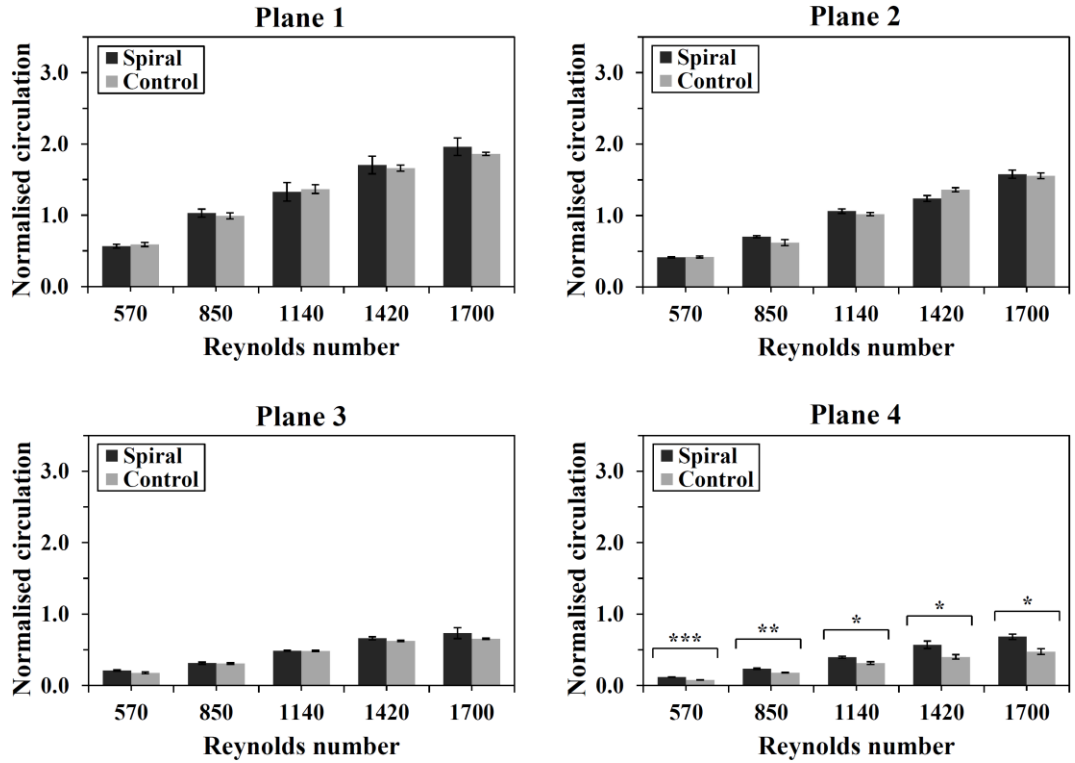 Plane 1
Normalised circulation
3.0
2.0
1.0
0.0
Spiral
Control
570 850 1140 1420 1700
Reynolds number
Plane 2
Normalised circulation
3.0
2.0
1.0
0.0
Spiral
Control
570 850 1140 1420 1700
Reynolds number
Plane 3
Normalised circulation
3.0
2.0
1.0
0.0
Spiral
Control
570 850 1140 1420 1700
Reynolds number
Plane 4
Normalised circulation
3.0
2.0
1.0
0.0
Spiral
Control
*** ** * * *
570 850 1140 1420 1700
Reynolds number